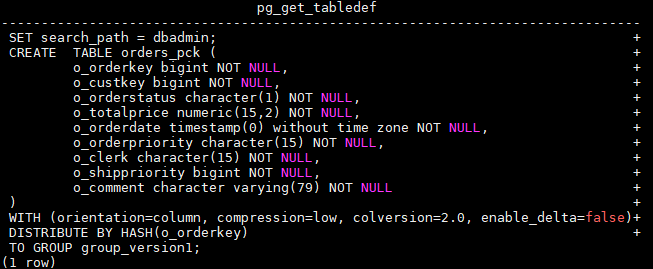 pg_get_tabledef
--------------------------------------------------------------------------------
SET search_path = dbadmin; +
CREATE  TABLE orders_pck ( +
o_orderkey bigint NOT NULL, +
o_custkey bigint NOT NULL, +
o_orderstatus character(1) NOT NULL, +
o_totalprice numeric(15,2) NOT NULL, +
o_orderdate timestamp(0) without time zone NOT NULL, +
o_orderpriority character(15) NOT NULL, +
o_clerk character(15) NOT NULL, +
o_shippriority bigint NOT NULL, +
o_comment character varying(79) NOT NULL +
) +
WITH (orientation=column, compression=low, colversion=2.0, enable_delta=false)+
DISTRIBUTE BY HASH(o_orderkey) +
TO GROUP group_version1;
(1 row)